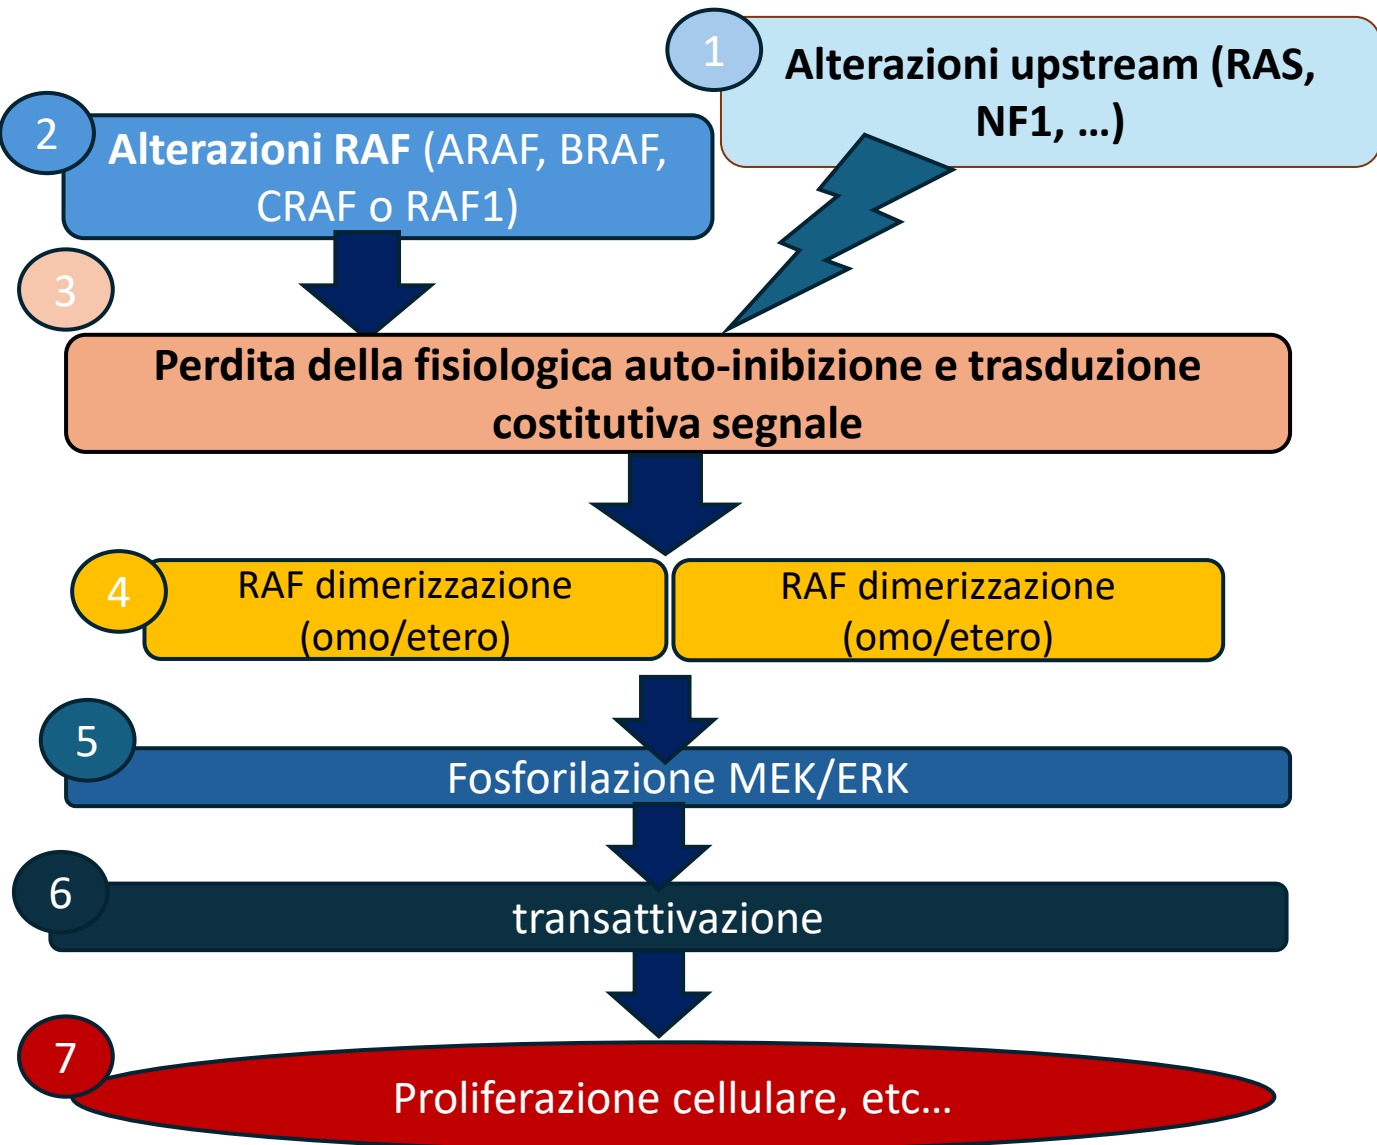 1
Alterazioni upstream (RAS,
NF1, ...)
2
Alterazioni RAF (ARAF, BRAF,
CRAF o RAF1)
3
Perdita della fisiologica auto-inibizione e trasduzione
costitutiva segnale
4
RAF dimerizzazione
(omo/etero)
RAF dimerizzazione
(omo/etero)
5
Fosforilazione MEK/ERK
6
transattivazione
7
Proliferazione cellulare, etc...